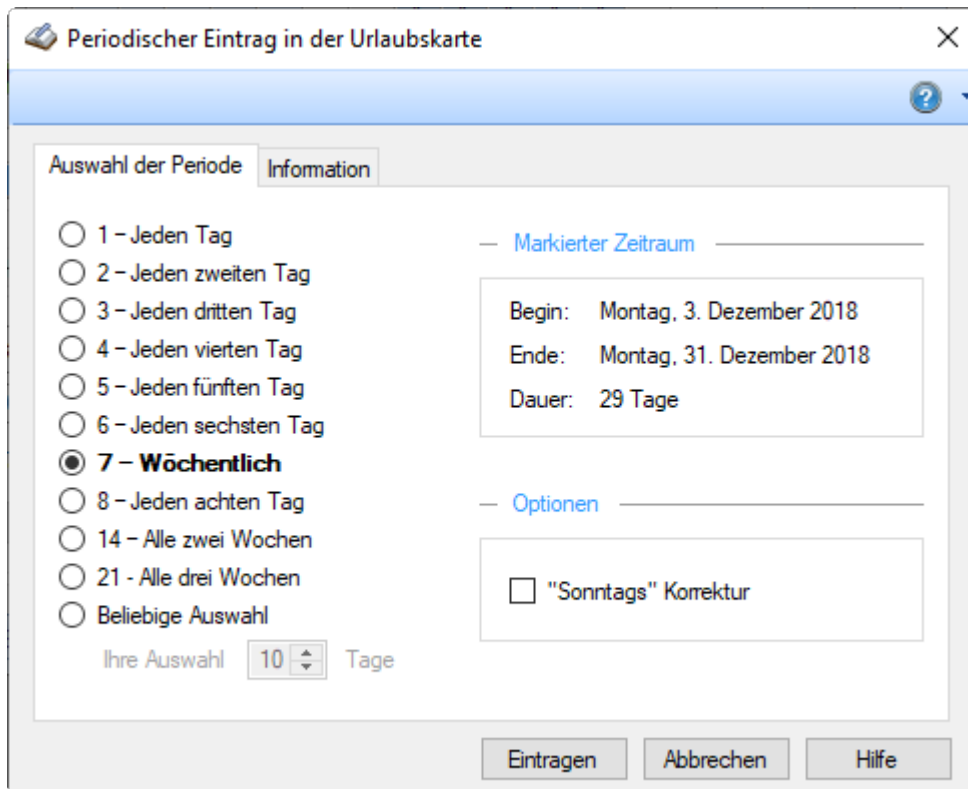 Periodischer Eintrag in der Urlaubskarte
?
Auswahl der Periode
Information
1 – Jeden Tag
2 – Jeden zweiten Tag
3 – Jeden dritten Tag
4 – Jeden vierten Tag
5 – Jeden fünften Tag
6 – Jeden sechsten Tag
7 – Wöchentlich
8 – Jeden achten Tag
14 – Alle zwei Wochen
21 - Alle drei Wochen
Beliebige Auswahl
Ihre Auswahl 10 Tage
Markierter Zeitraum
Begin: Montag, 3. Dezember 2018
Ende: Montag, 31. Dezember 2018
Dauer: 29 Tage
Optionen
"Sonntags" Korrektur
Eintragen
Abbrechen
Hilfe